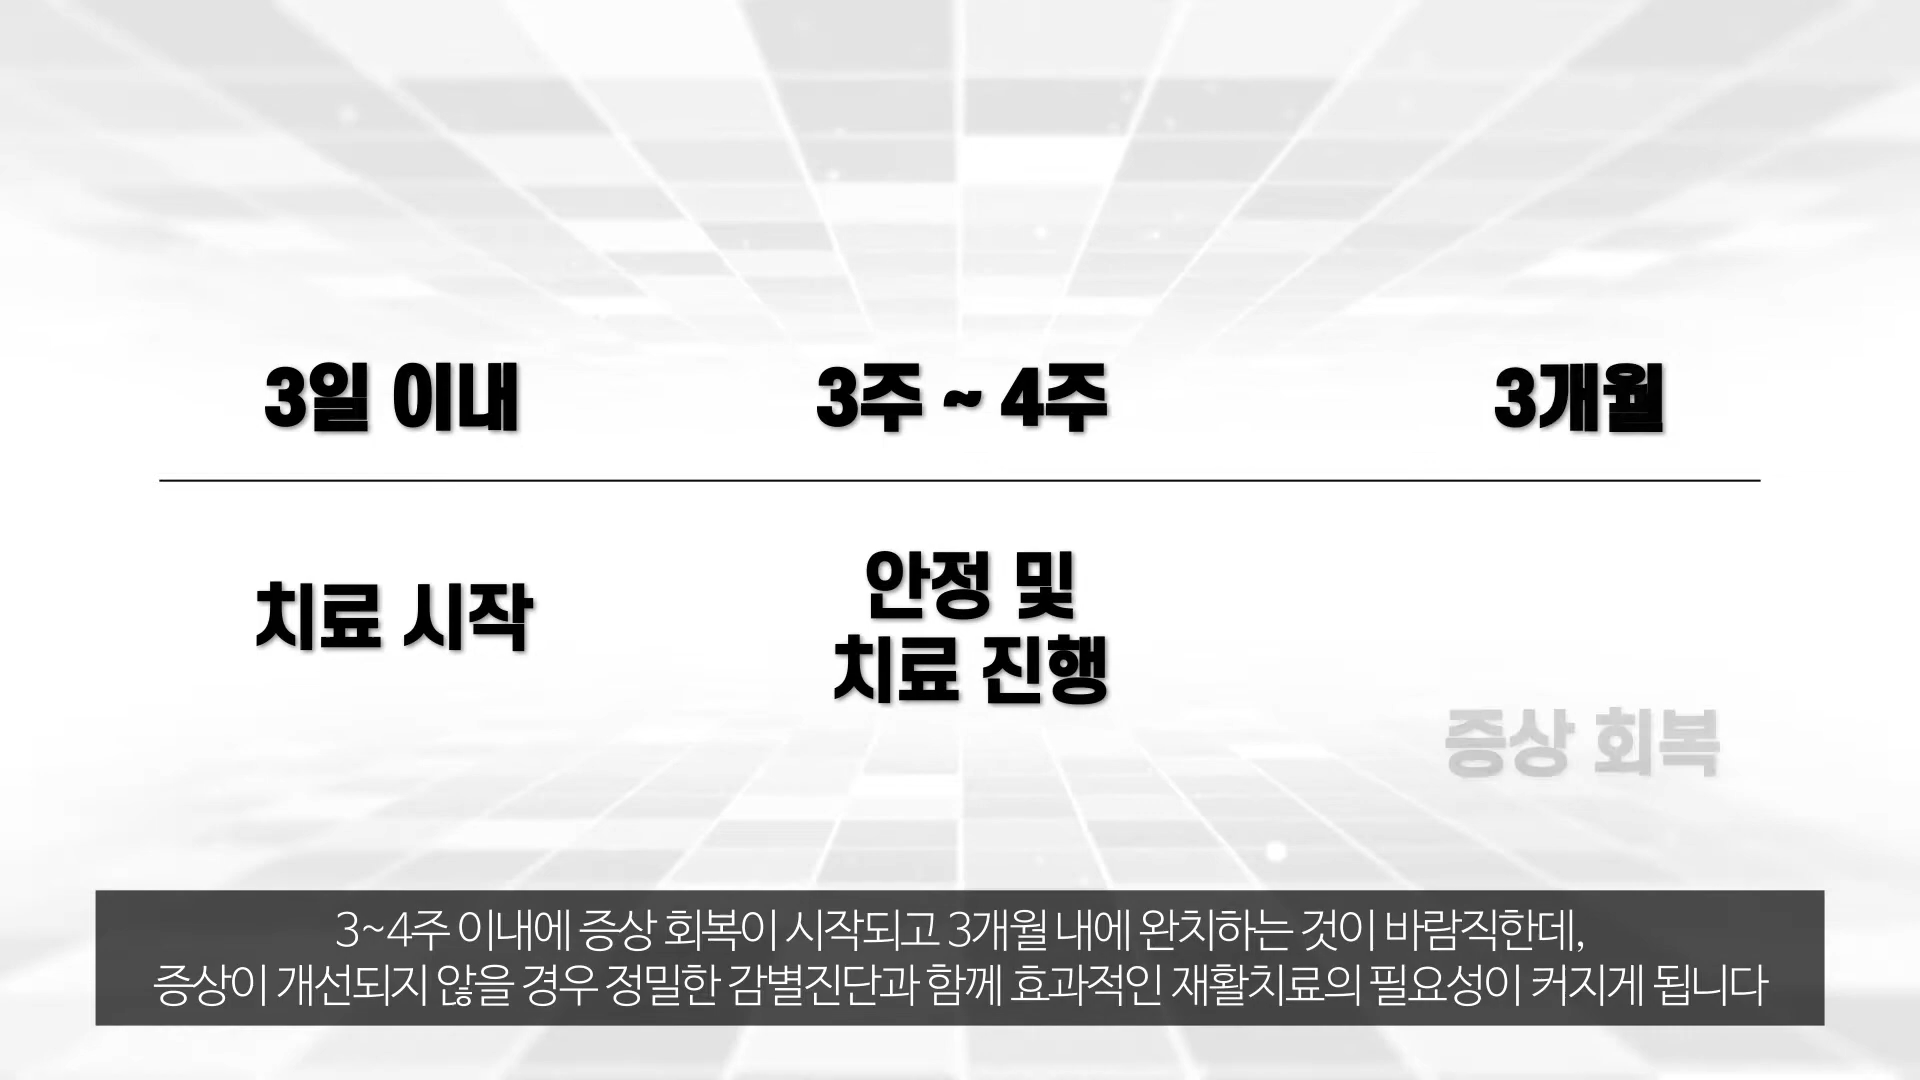 3일 이내
3주 ~ 4주
3개월
치료 시작
안정 및
치료 진행
증상 회복
3~4주 이내에 증상 회복이 시작되고 3개월 내에 완치하는 것이 바람직한데,
증상이 개선되지 않을 경우 정밀한 감별진단과 함께 효과적인 재활치료의 필요성이 커지게 됩니다